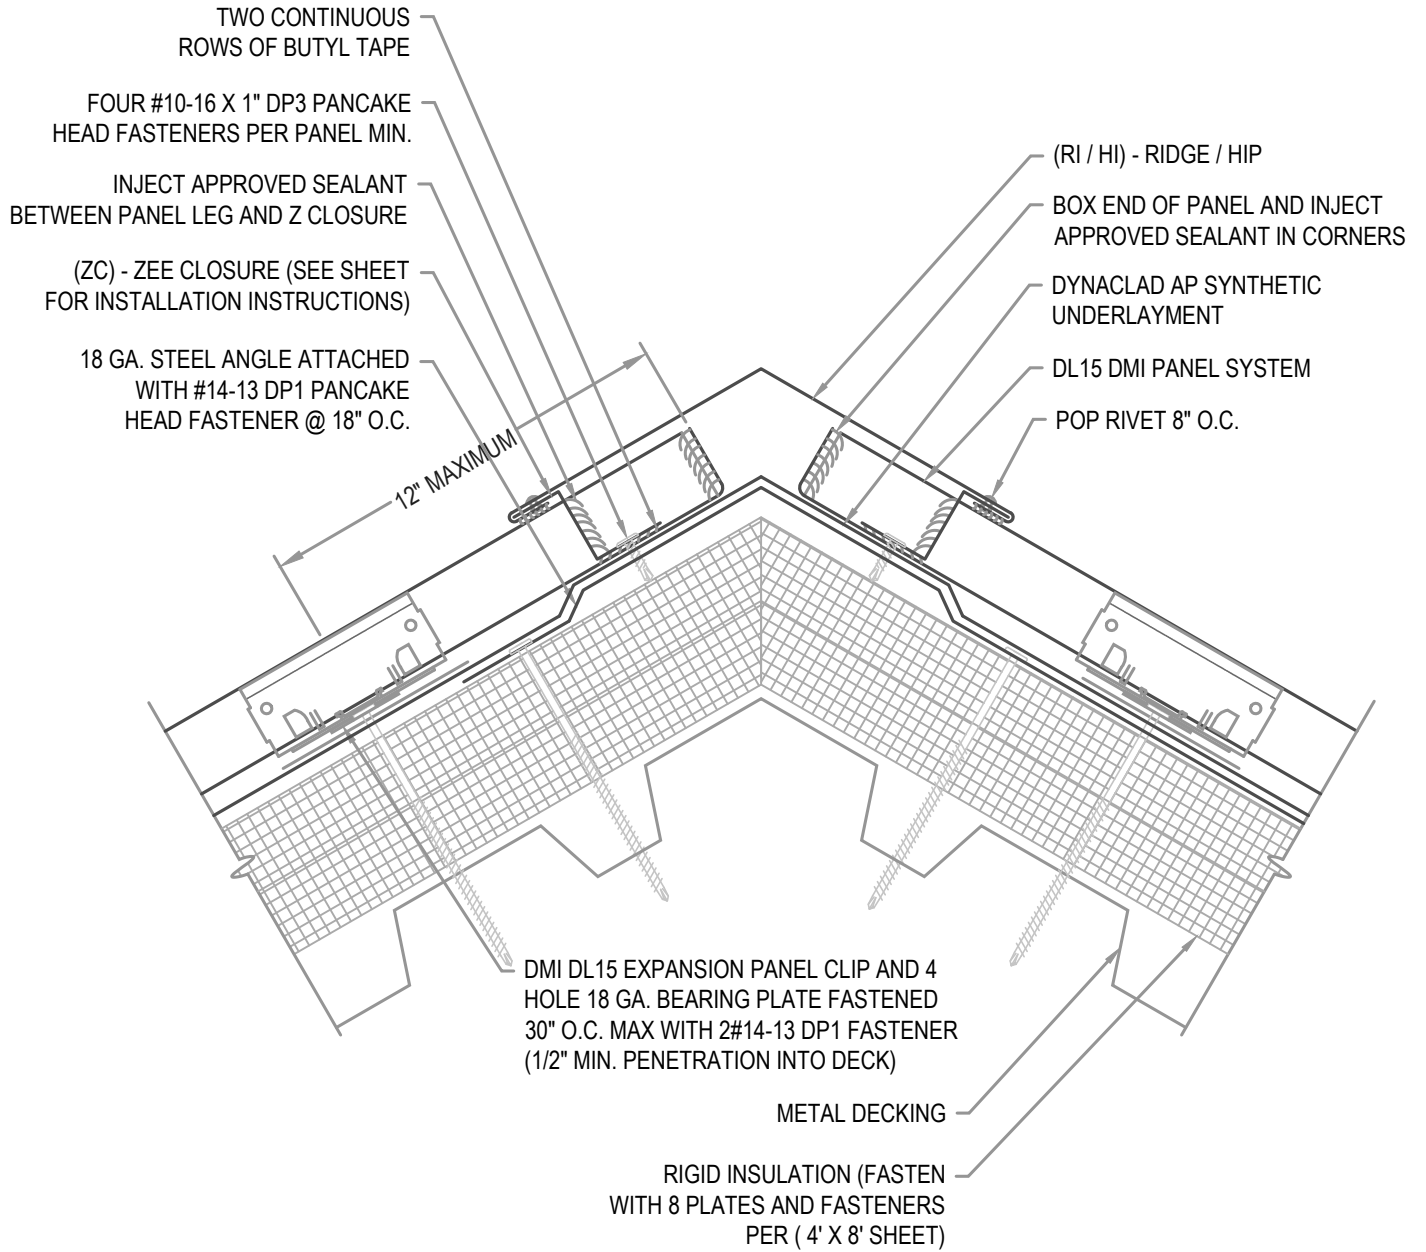 TWO CONTINUOUS
ROWS OF BUTYL TAPE
FOUR #10-16 X 1" DP3 PANCAKE
HEAD FASTENERS PER PANEL MIN.
INJECT APPROVED SEALANT
BETWEEN PANEL LEG AND Z CLOSURE
(ZC) - ZEE CLOSURE (SEE SHEET
FOR INSTALLATION INSTRUCTIONS)
18 GA. STEEL ANGLE ATTACHED
WITH #14-13 DP1 PANCAKE
HEAD FASTENER @ 18" O.C.
12" MAXIMUM
(RI / HI) - RIDGE / HIP
BOX END OF PANEL AND INJECT
APPROVED SEALANT IN CORNERS
DYNACLAD AP SYNTHETIC
UNDERLAYMENT
DL15 DMI PANEL SYSTEM
POP RIVET 8" O.C.
DMI DL15 EXPANSION PANEL CLIP AND 4
HOLE 18 GA. BEARING PLATE FASTENED
30" O.C. MAX WITH 2#14-13 DP1 FASTENER
(1/2" MIN. PENETRATION INTO DECK)
METAL DECKING
RIGID INSULATION (FASTEN
WITH 8 PLATES AND FASTENERS
PER ( 4' X 8' SHEET)